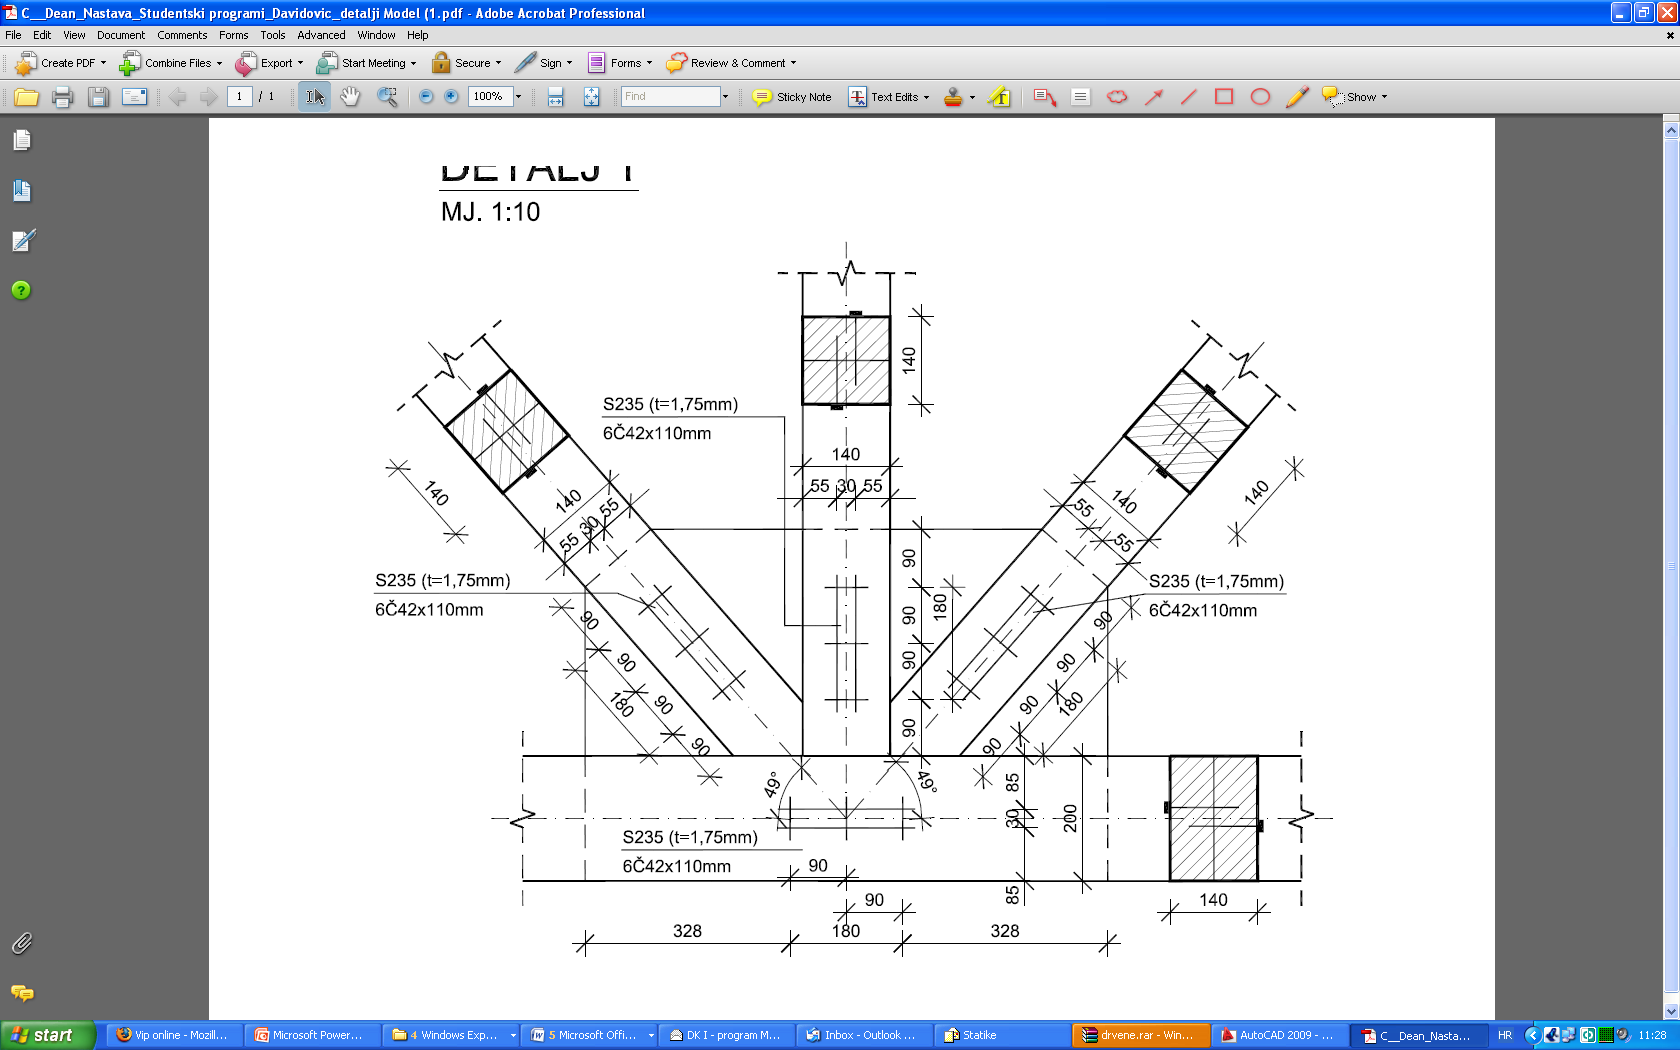 C__Dean_Nastava_Studentski programi_Davidovic_detalji Model (1.pdf - Adobe Acrobat Professional
File Edit View Document Comments Forms Tools Advanced Window Help
Create PDF Combine Files Export Start Meeting Secure Sign Forms Review & Comment
1 / 1 100% Find Sticky Note Text Edits Show
DETALJ 1
MJ. 1:10
140
S235 (t=1,75mm)
6Č42x110mm
140
55 30 55
140
140
55 30 55
140
55
55
140
90
90
90
90
180
S235 (t=1,75mm)
6Č42x110mm
S235 (t=1,75mm)
6Č42x110mm
90
90
90
90
180
90
90
90
90
180
49°
49°
85
30
85
200
S235 (t=1,75mm)
6Č42x110mm
90
90
140
328 180 328
start Vip online - Mozill... Microsoft Power... 4 Windows Exp... 5 Microsoft Offi... DK I - program M... Inbox - Outlook ... Statike drvene.rar - Win... AutoCAD 2009 - ... C__Dean_Nasta... HR 11:28